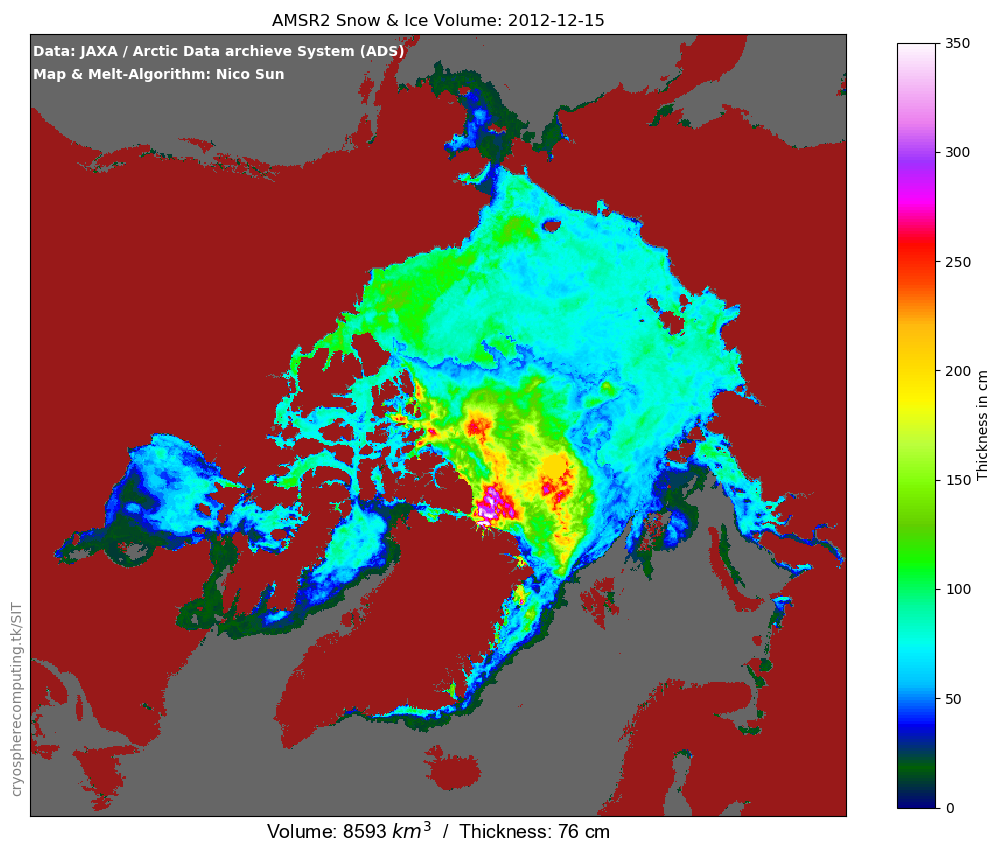 AMSR2 Snow & Ice Volume: 2012-12-15
Data: JAXA / Arctic Data archieve System (ADS)
Map & Melt-Algorithm: Nico Sun
350
300
250
200
150
100
50
0
Thickness in cm
cryospherecomputing.tk/SIT
Volume: 8593 km³ / Thickness: 76 cm